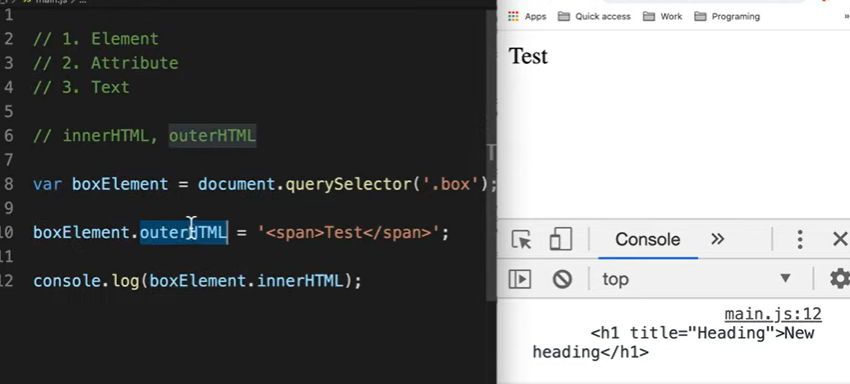 main.js
1
2 // 1. Element
3 // 2. Attribute
4 // 3. Text
5
6 // innerHTML, outerHTML
7
8 var boxElement = document.querySelector('.box');
9
10 boxElement.outerHTML = '<span>Test</span>';
11
12 console.log(boxElement.innerHTML);
Apps Quick access Work Programing »
Test
Console »
top
main.js:12
<h1 title="Heading">New
heading</h1>